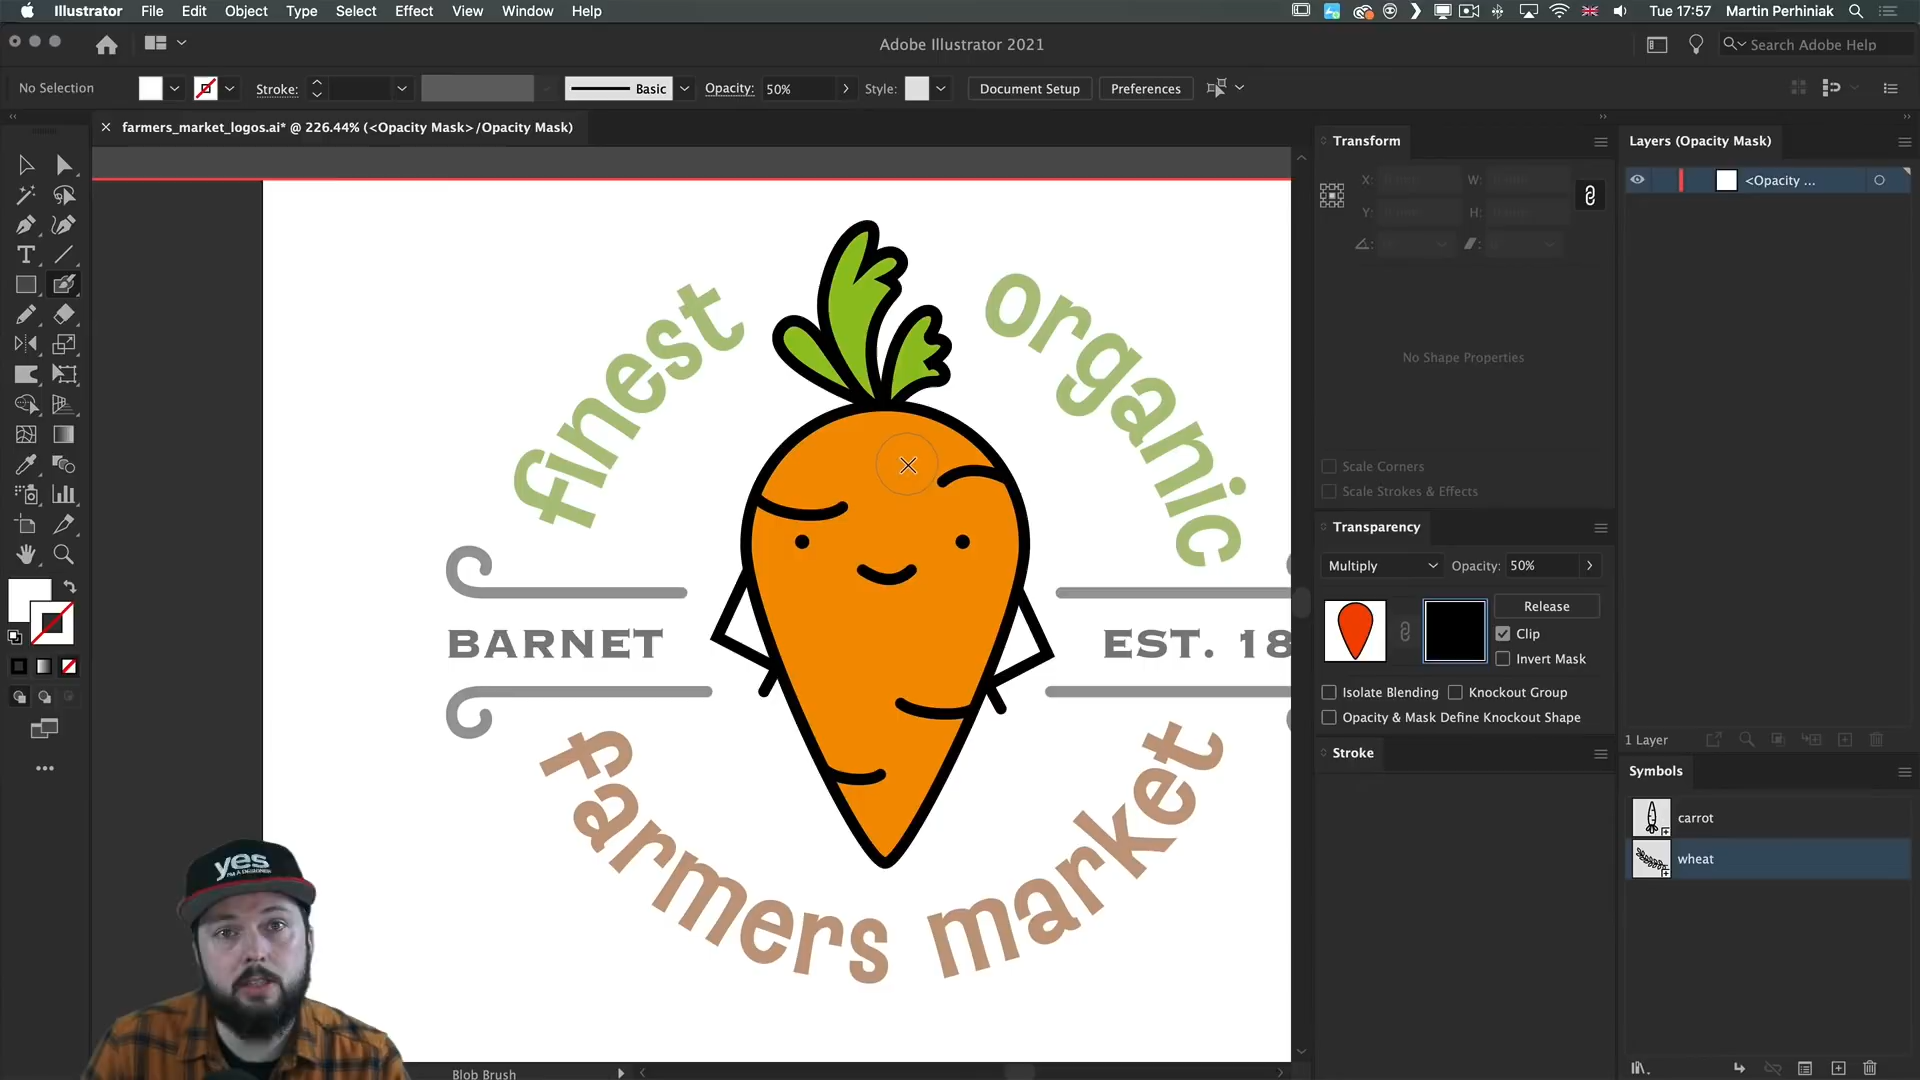 Illustrator File Edit Object Type Select Effect View Window Help
Tue 17:57 Martin Perhiniak
Adobe Illustrator 2021
Search Adobe Help
No Selection
Stroke:
Basic
Opacity: 50%
Style:
Document Setup
Preferences
farmers_market_logos.ai* @ 226.44% (<Opacity Mask>/Opacity Mask)
Transform
X:
W:
Y:
H:
No Shape Properties
Scale Corners
Scale Strokes & Effects
Transparency
Multiply
Opacity: 50%
Release
Clip
Invert Mask
Isolate Blending
Knockout Group
Opacity & Mask Define Knockout Shape
Stroke
Layers (Opacity Mask)
<Opacity ...
1 Layer
Symbols
carrot
wheat
finest
organic
BARNET
EST. 18
farmers market
yes
I'M A DESIGNER
Blob Brush